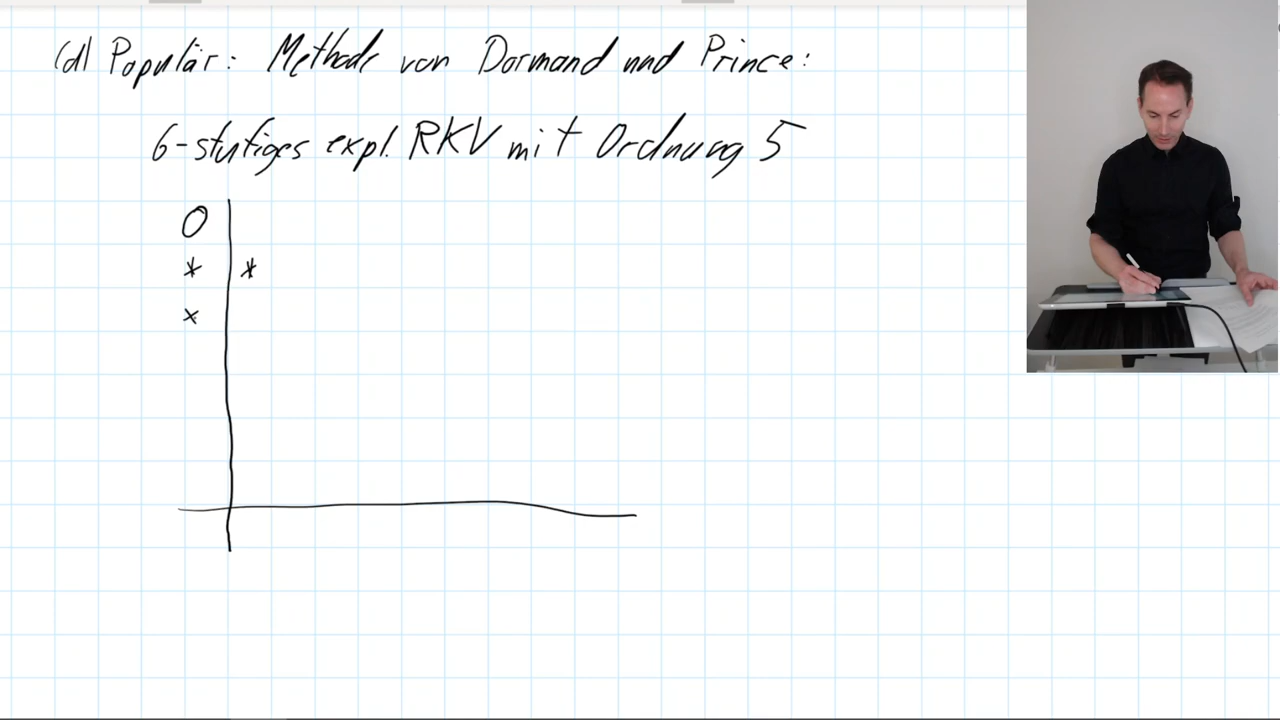 (d) Populär: Methode von Dormand und Prince:
6-stufiges expl. RKV mit Ordnung 5
0
* *
*